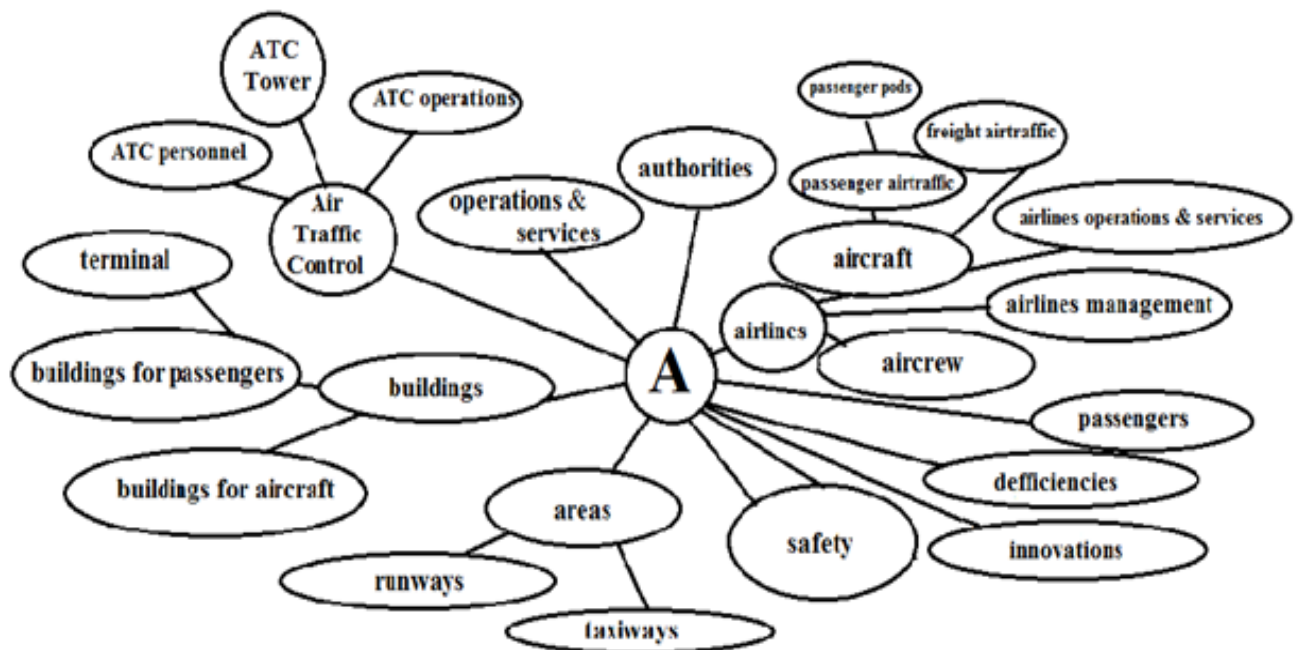 ATC
Tower
ATC operations
ATC personnel
Air
Traffic
Control
operations &
services
authorities
passenger pods
freight airtraffic
passenger airtraffic
airlines operations & services
aircraft
airlines management
airlines
aircrew
A
terminal
buildings for passengers
buildings
buildings for aircraft
passengers
defficiencies
areas
safety
innovations
runways
taxiways